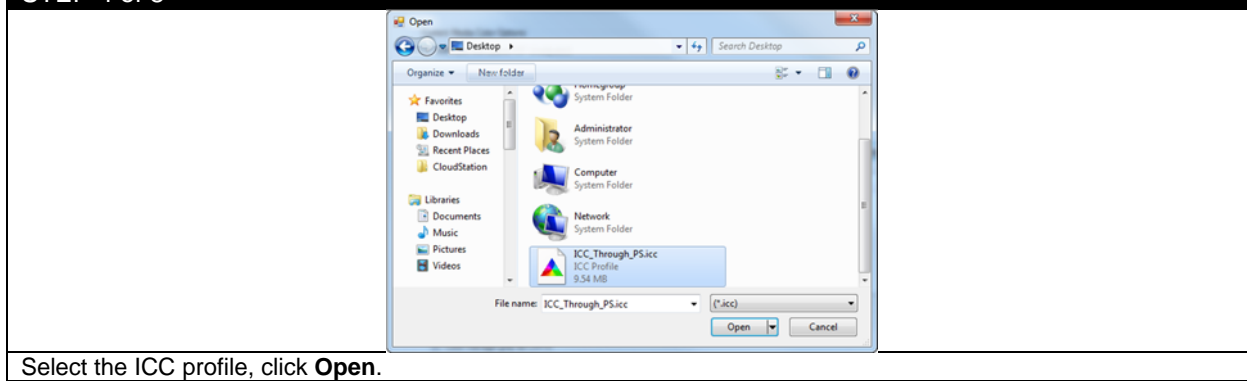 Open
Desktop
Search Desktop
Organize
New folder
Favorites
Desktop
Downloads
Recent Places
CloudStation
Libraries
Documents
Music
Pictures
Videos
Homegroup
System Folder
Administrator
System Folder
Computer
System Folder
Network
System Folder
ICC_Through_PS.icc
ICC Profile
9.54 MB
File name: ICC_Through_PS.icc
(*.icc)
Open
Cancel
Select the ICC profile, click Open.